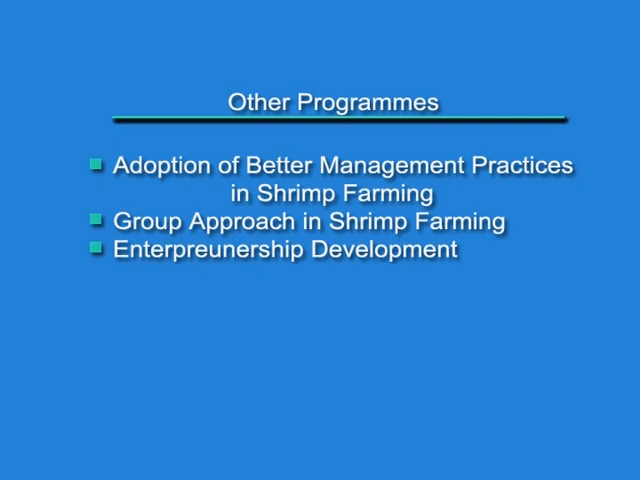 Other Programmes
Adoption of Better Management Practices
in Shrimp Farming
Group Approach in Shrimp Farming
Enterpreunership Development